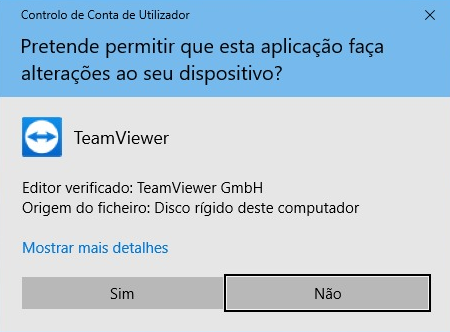 Controlo de Conta de Utilizador
Pretende permitir que esta aplicação faça
alterações ao seu dispositivo?
TeamViewer
Editor verificado: TeamViewer GmbH
Origem do ficheiro: Disco rígido deste computador
Mostrar mais detalhes
Sim
Não